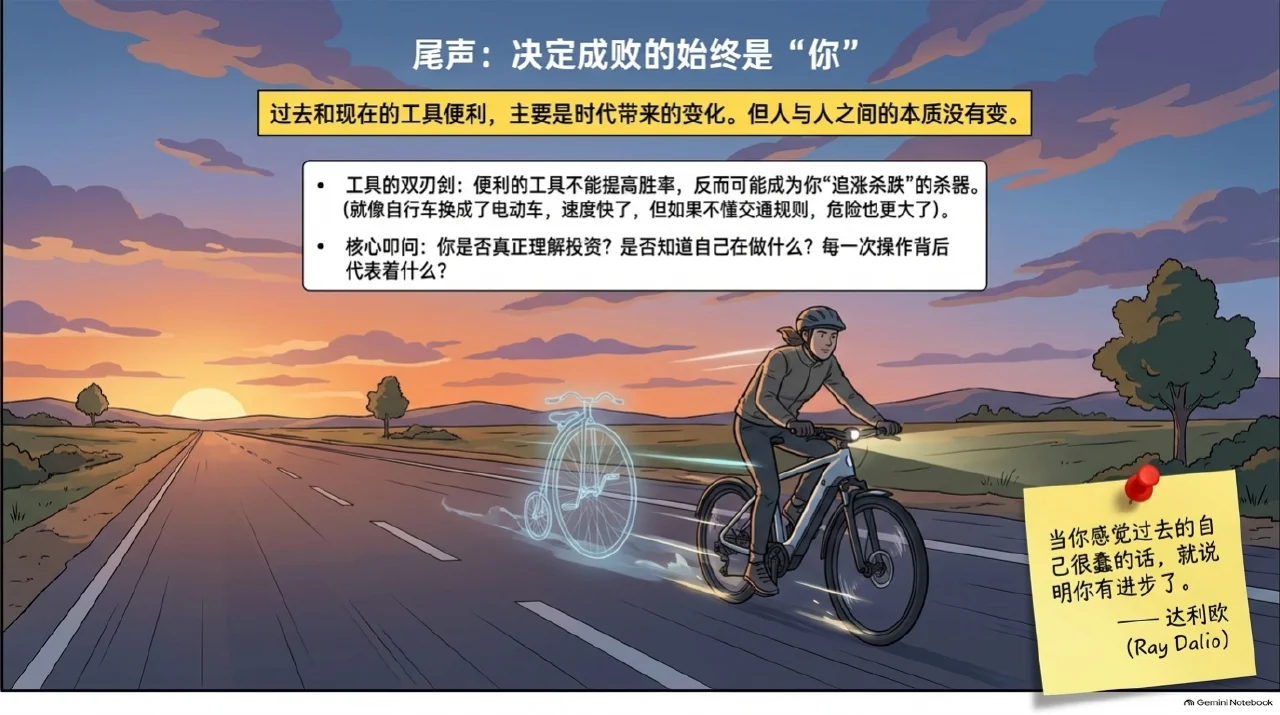 尾声：决定成败的始终是“你”
过去和现在的工具便利，主要是时代带来的变化。但人与人之间的本质没有变。
• 工具的双刃剑：便利的工具不能提高胜率，反而可能成为你“追涨杀跌”的杀器。
(就像自行车换成了电动车，速度快了，但如果不懂交通规则，危险也更大了)。
• 核心叩问：你是否真正理解投资？是否知道自己在做什么？每一次操作背后
代表着什么？
当你感觉过去的自
己很蠢的话，就说
明你有进步了。
—— 达利欧
(Ray Dalio)
Gemini Notebook